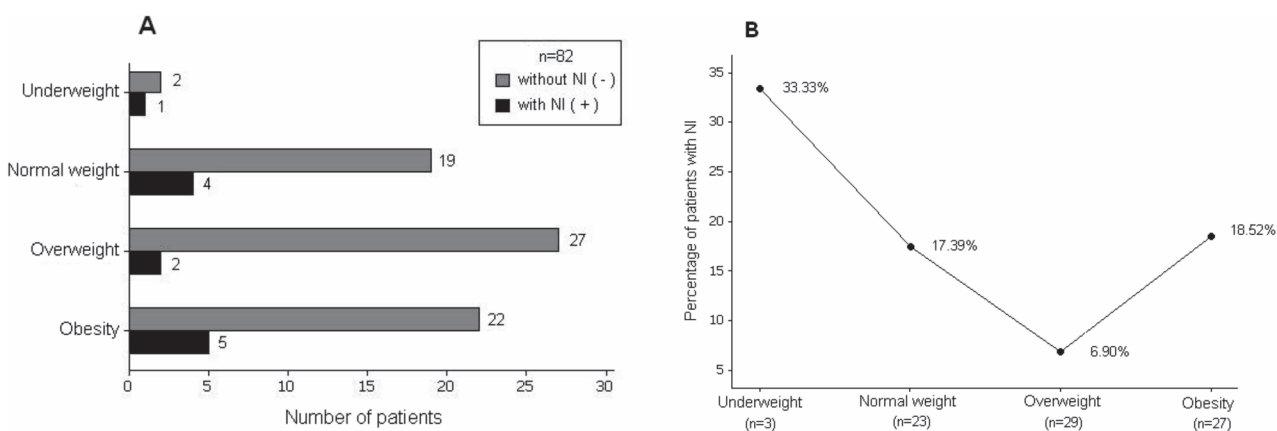 A
n=82
without NI ( - )
with NI ( + )
Underweight
2
1
Normal weight
19
4
Overweight
27
2
Obesity
22
5
0 5 10 15 20 25 30
Number of patients
B
Percentage of patients with NI
35
30
25
20
15
10
5
33.33%
17.39%
6.90%
18.52%
Underweight Normal weight Overweight Obesity
(n=3) (n=23) (n=29) (n=27)